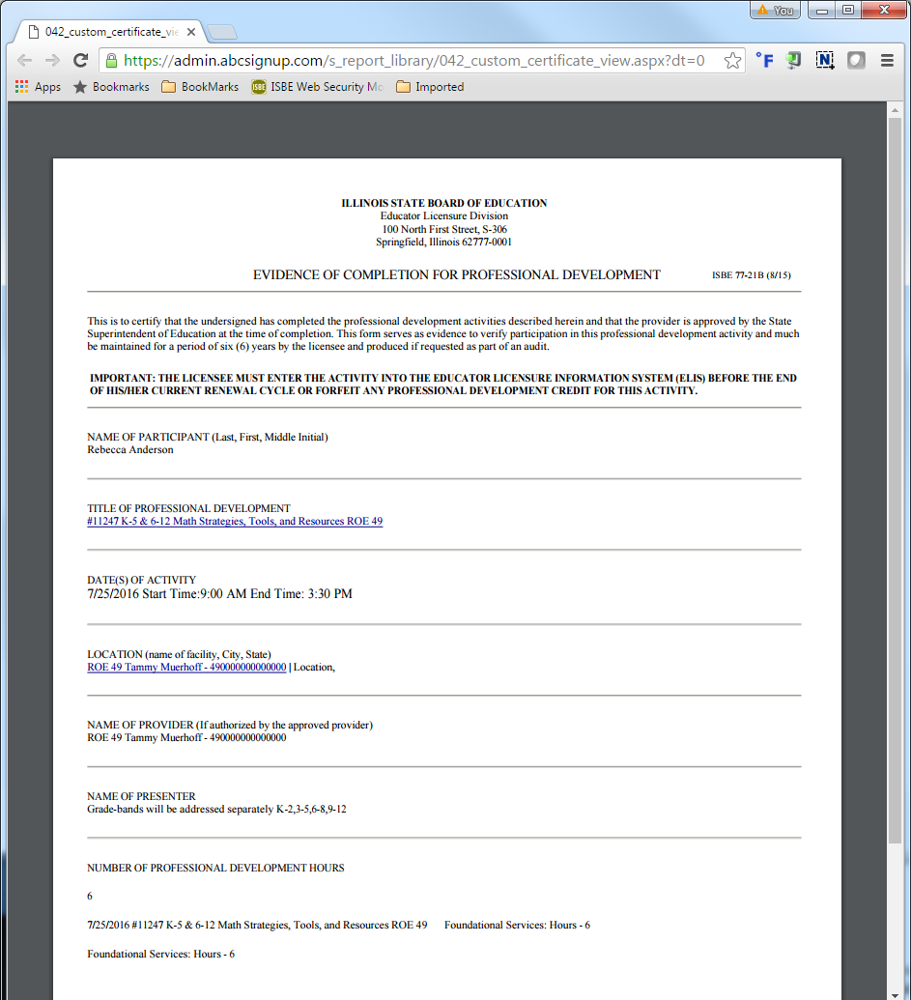 You
042_custom_certificate_vie
https://admin.abcsignup.com/s_report_library/042_custom_certificate_view.aspx?dt=0
°F
N
Apps
Bookmarks
BookMarks
ISBE
ISBE Web Security Mo
Imported
ILLINOIS STATE BOARD OF EDUCATION
Educator Licensure Division
100 North First Street, S-306
Springfield, Illinois 62777-0001
EVIDENCE OF COMPLETION FOR PROFESSIONAL DEVELOPMENT
ISBE 77-21B (8/15)
This is to certify that the undersigned has completed the professional development activities described herein and that the provider is approved by the State
Superintendent of Education at the time of completion. This form serves as evidence to verify participation in this professional development activity and much
be maintained for a period of six (6) years by the licensee and produced if requested as part of an audit.
IMPORTANT: THE LICENSEE MUST ENTER THE ACTIVITY INTO THE EDUCATOR LICENSURE INFORMATION SYSTEM (ELIS) BEFORE THE END
OF HIS/HER CURRENT RENEWAL CYCLE OR FORFEIT ANY PROFESSIONAL DEVELOPMENT CREDIT FOR THIS ACTIVITY.
NAME OF PARTICIPANT (Last, First, Middle Initial)
Rebecca Anderson
TITLE OF PROFESSIONAL DEVELOPMENT
#11247 K-5 & 6-12 Math Strategies, Tools, and Resources ROE 49
DATE(S) OF ACTIVITY
7/25/2016 Start Time:9:00 AM End Time: 3:30 PM
LOCATION (name of facility, City, State)
ROE 49 Tammy Muerhoff - 490000000000000 | Location,
NAME OF PROVIDER (If authorized by the approved provider)
ROE 49 Tammy Muerhoff - 490000000000000
NAME OF PRESENTER
Grade-bands will be addressed separately K-2,3-5,6-8,9-12
NUMBER OF PROFESSIONAL DEVELOPMENT HOURS
6
7/25/2016 #11247 K-5 & 6-12 Math Strategies, Tools, and Resources ROE 49 Foundational Services: Hours - 6
Foundational Services: Hours - 6